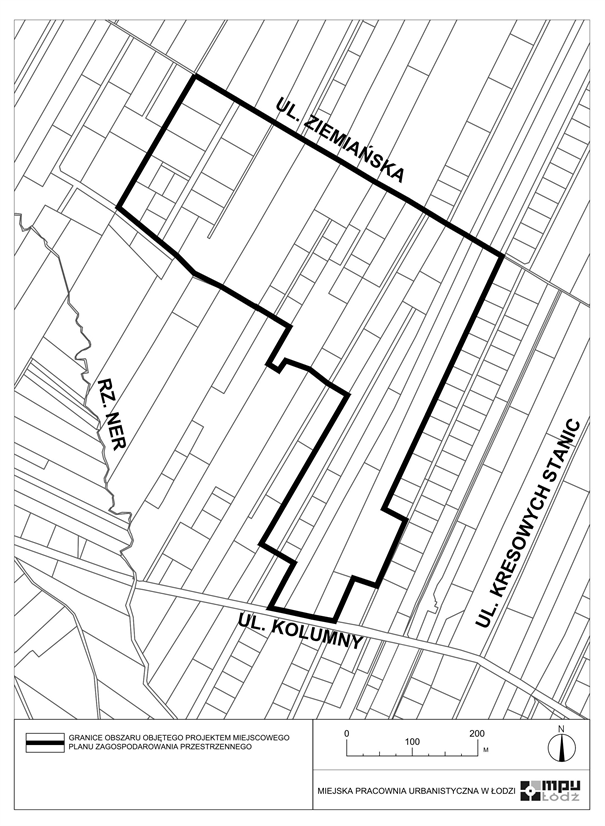 UL. ZIEMIAŃSKA
RZ. NER
UL. KRESOWYCH STANIC
UL. KOLUMNY
GRANICE OBSZARU OBJĘTEGO PROJEKTEM MIEJSCOWEGO
PLANU ZAGOSPODAROWANIA PRZESTRZENNEGO
0 200
100 M
N
MIEJSKA PRACOWNIA URBANISTYCZNA W ŁODZI
mpu
Łódź